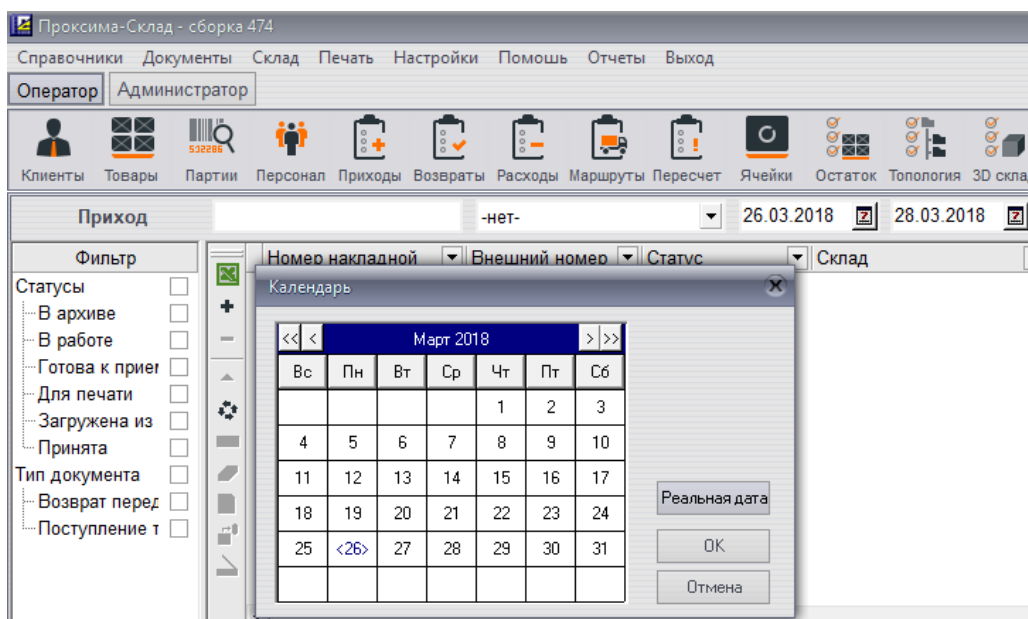 Проксима-Склад - сборка 474
Справочники Документы Склад Печать Настройки Помошь Отчеты Выход
Оператор Администратор
512286
Клиенты Товары Партии Персонал Приходы Возвраты Расходы Маршруты Пересчет Ячейки Остаток Топология 3D скла
Приход -нет- 26.03.2018 28.03.2018
Фильтр Номер накладной Внешний номер Статус Склад
Статусы
В архиве
В работе
Готова к прием
Для печати
Загружена из
Принята
Тип документа
Возврат перед
Поступление т
Календарь
<< < Март 2018 > >>
Вс Пн Вт Ср Чт Пт Сб
1 2 3
4 5 6 7 8 9 10
11 12 13 14 15 16 17
18 19 20 21 22 23 24
25 <26> 27 28 29 30 31
Реальная дата
OK
Отмена